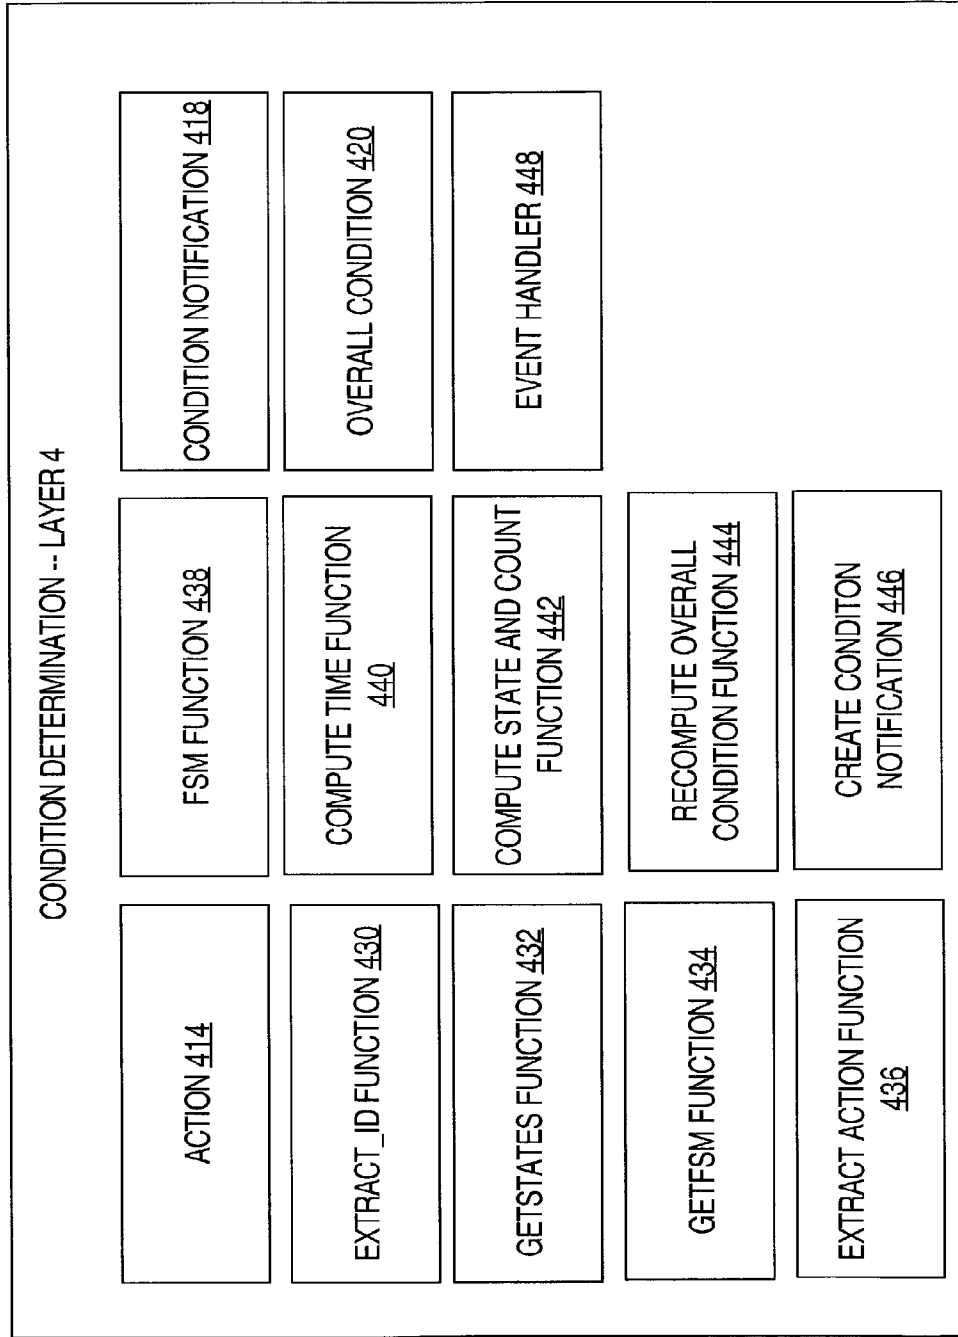 CONDITION DETERMINATION -- LAYER 4
ACTION 414
EXTRACT_ID FUNCTION 430
GETSTATES FUNCTION 432
GETFSM FUNCTION 434
EXTRACT ACTION FUNCTION
436
FSM FUNCTION 438
COMPUTE TIME FUNCTION
440
COMPUTE STATE AND COUNT
FUNCTION 442
RECOMPUTE OVERALL
CONDITION FUNCTION 444
CREATE CONDITON
NOTIFICATION 446
CONDITION NOTIFICATION 418
OVERALL CONDITION 420
EVENT HANDLER 448